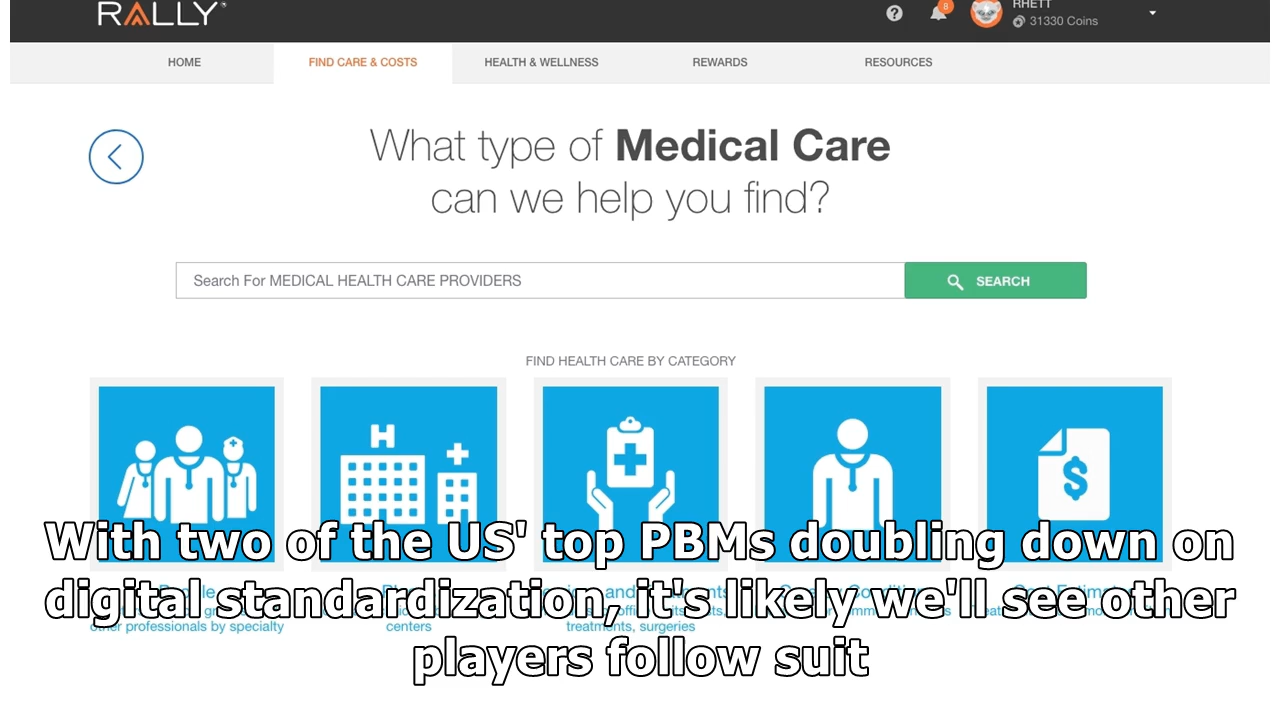 RALLY
8
RHETT
31330 Coins
HOME
FIND CARE & COSTS
HEALTH & WELLNESS
REWARDS
RESOURCES
What type of Medical Care
can we help you find?
Search For MEDICAL HEALTH CARE PROVIDERS
SEARCH
FIND HEALTH CARE BY CATEGORY
With two of the US' top PBMs doubling down on
digital standardization, it's likely we'll see other
players follow suit
other professionals by specialty
centers
treatments, surgeries